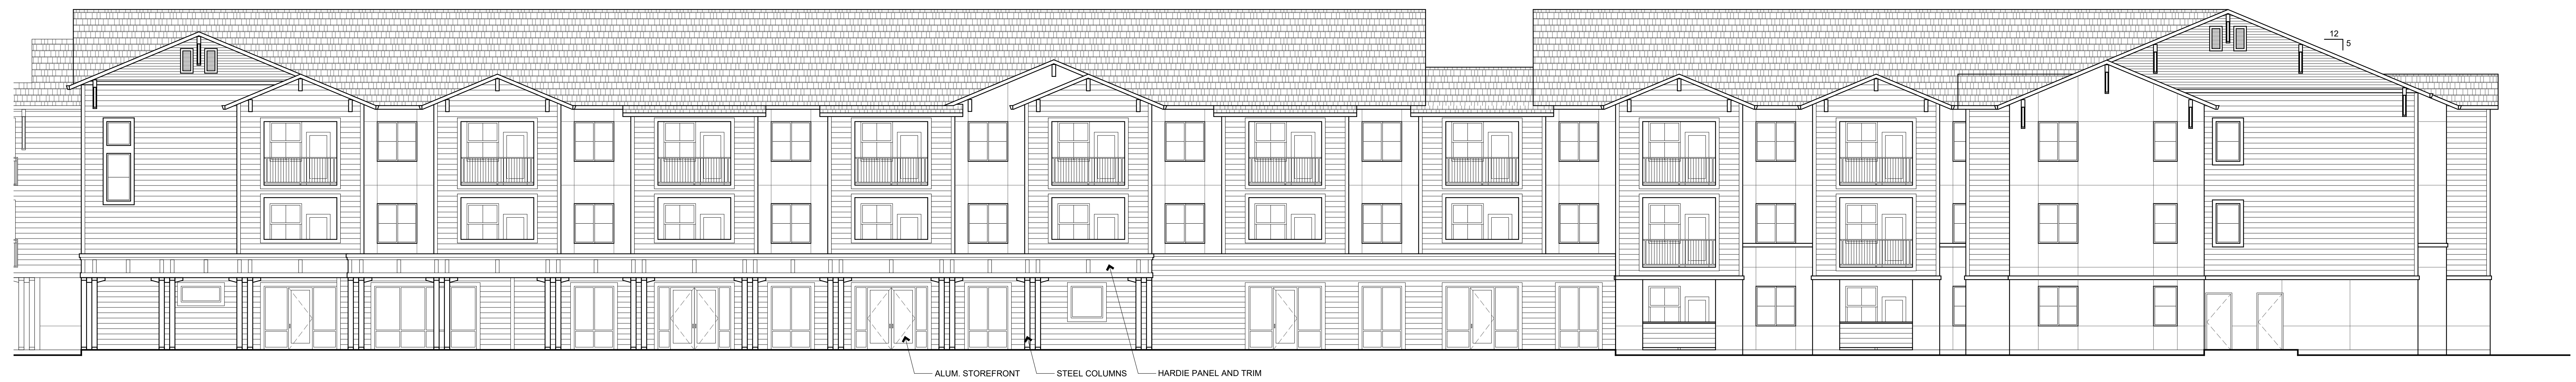 12
5
ALUM. STOREFRONT
STEEL COLUMNS
HARDIE PANEL AND TRIM